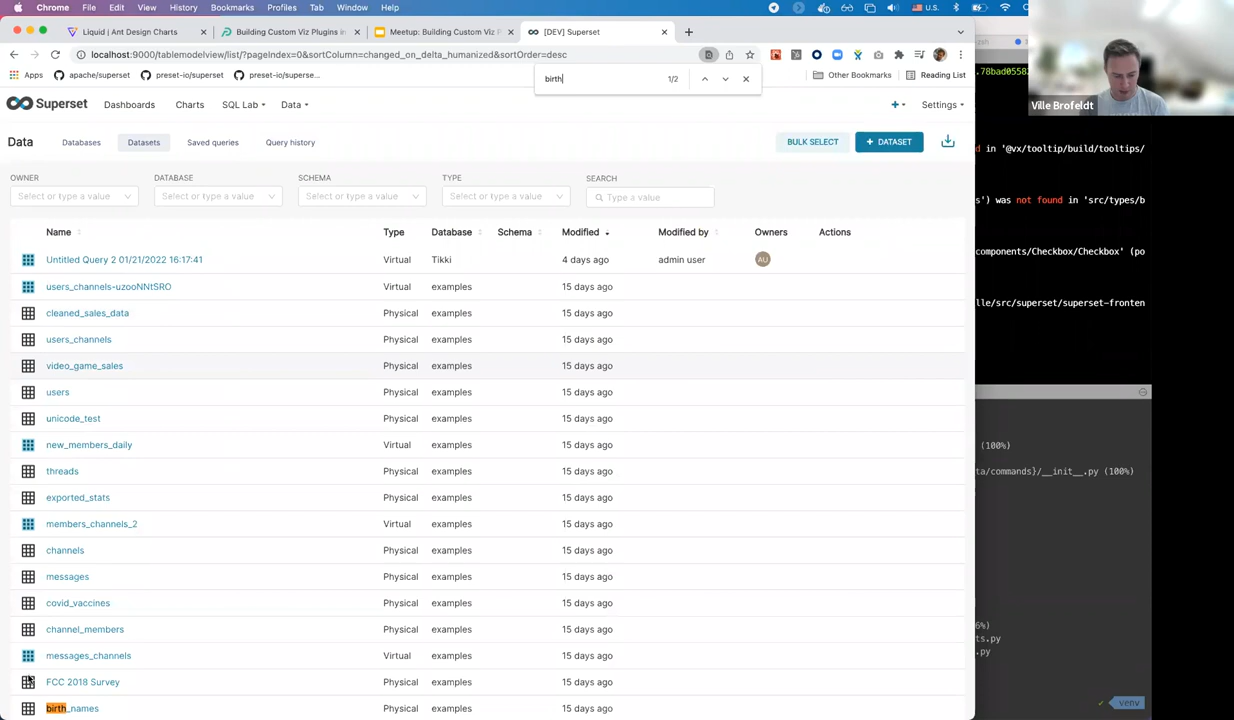 Chrome File Edit View History Bookmarks Profiles Tab Window Help U.S.
Liquid | Ant Design Charts
Building Custom Viz Plugins in
Meetup: Building Custom Viz P
[DEV] Superset
localhost:9000/tablemodelview/list/?pageIndex=0&sortColumn=changed_on_delta_humanized&sortOrder=desc
Apps apache/superset preset-io/superset preset-io/superse... Other Bookmarks Reading List
birth 1/2
Superset Dashboards Charts SQL Lab Data Settings
Data Databases Datasets Saved queries Query history BULK SELECT + DATASET
OWNER DATABASE SCHEMA TYPE SEARCH
Select or type a value Select or type a value Select or type a value Select or type a value Type a value
Name Type Database Schema Modified Modified by Owners Actions
Untitled Query 2 01/21/2022 16:17:41 Virtual Tikki 4 days ago admin user AU
users_channels-uzooNNtSRO Virtual examples 15 days ago
cleaned_sales_data Physical examples 15 days ago
users_channels Physical examples 15 days ago
video_game_sales Physical examples 15 days ago
users Physical examples 15 days ago
unicode_test Physical examples 15 days ago
new_members_daily Virtual examples 15 days ago
threads Physical examples 15 days ago
exported_stats Physical examples 15 days ago
members_channels_2 Virtual examples 15 days ago
channels Physical examples 15 days ago
messages Physical examples 15 days ago
covid_vaccines Physical examples 15 days ago
channel_members Physical examples 15 days ago
messages_channels Virtual examples 15 days ago
FCC 2018 Survey Physical examples 15 days ago
birth_names Physical examples 15 days ago
Ville Brofeldt
-zsh
.78bad0558
d in '@vx/tooltip/build/tooltips/
s') was not found in 'src/types/b
components/Checkbox/Checkbox' (po
lle/src/superset/superset-fronten
(100%)
ta/commands}/__init__.py (100%)
6%)
ts.py
.py
venv